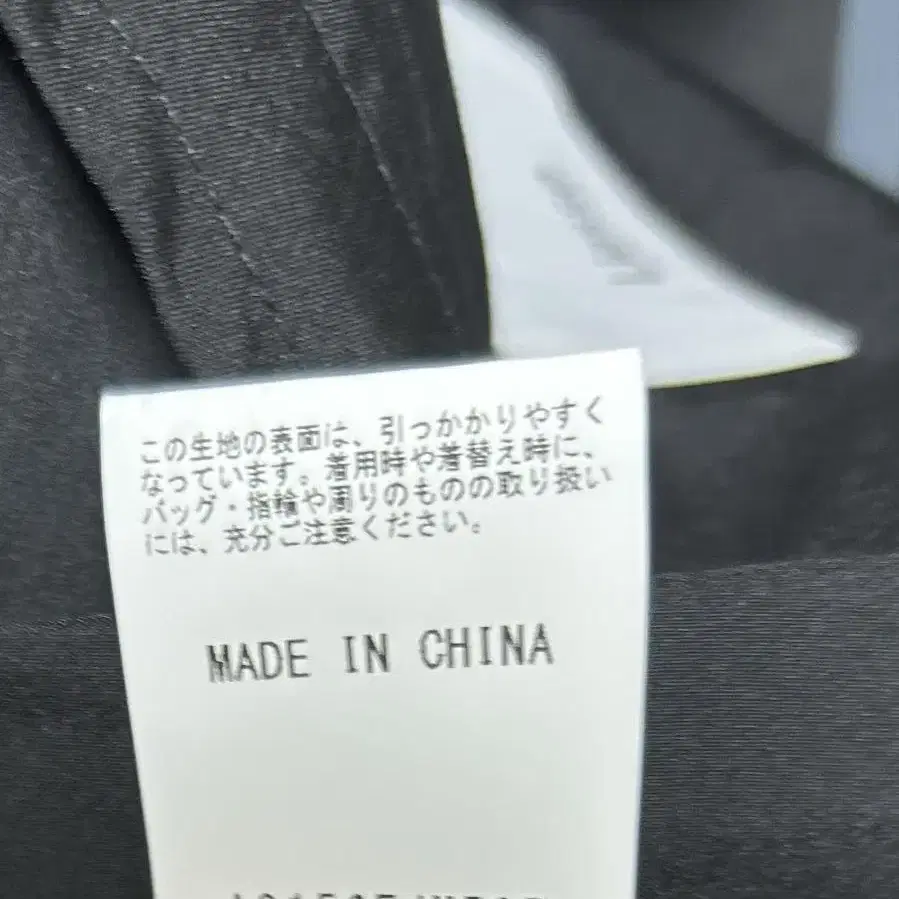 この生地の表面は、引っかかりやすく
なっています。着用時や着替え時に、
バッグ・指輪や周りのものの取り扱い
には、充分ご注意ください。
MADE IN CHINA